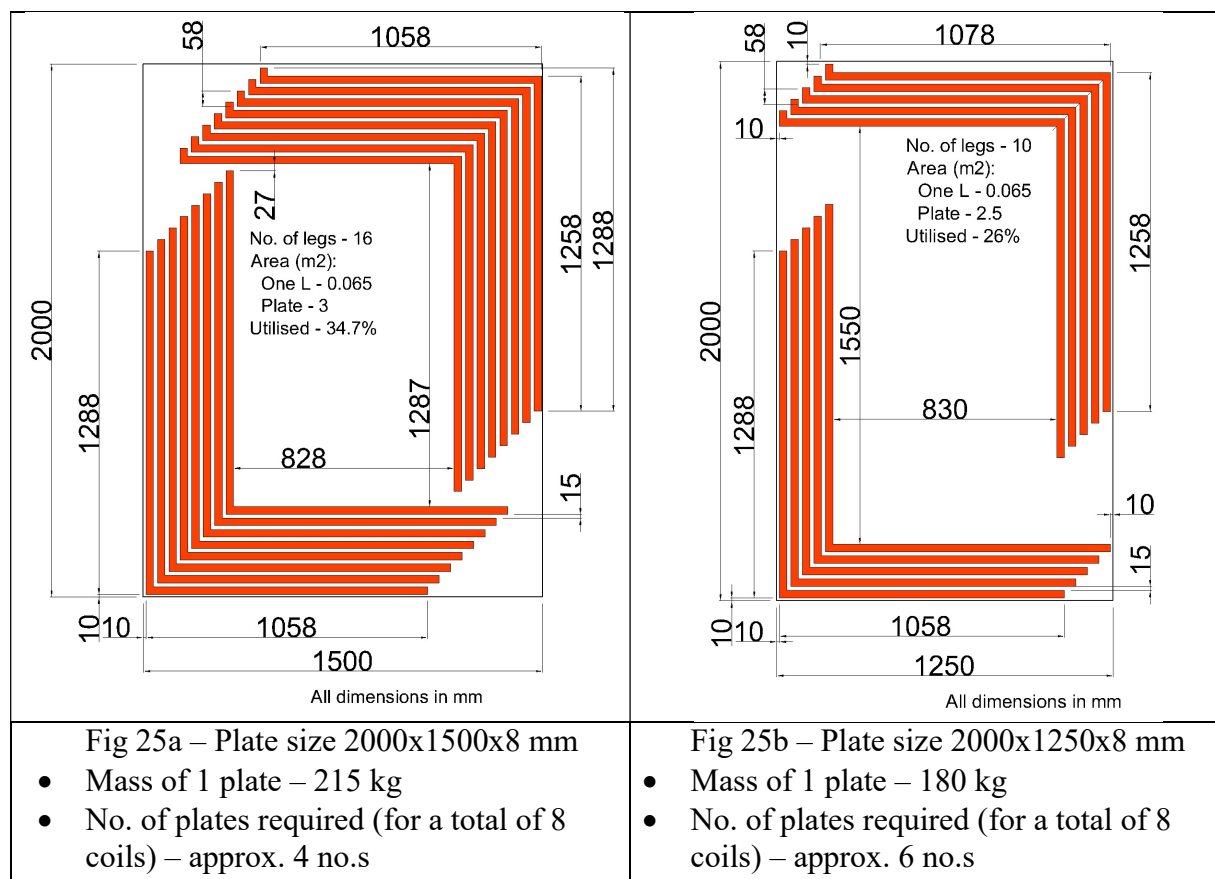 1058
58
27
No. of legs - 16
Area (m2):
One L - 0.065
Plate - 3
Utilised - 34.7%
1258
1288
2000
1288
1287
828
15
10
10
1058
1500
All dimensions in mm
1078
58
10
10
No. of legs - 10
Area (m2):
One L - 0.065
Plate - 2.5
Utilised - 26%
1258
2000
1550
1288
830
10
15
10
10
1058
1250
All dimensions in mm
Fig 25a – Plate size 2000x1500x8 mm
• Mass of 1 plate – 215 kg
• No. of plates required (for a total of 8
coils) – approx. 4 no.s
Fig 25b – Plate size 2000x1250x8 mm
• Mass of 1 plate – 180 kg
• No. of plates required (for a total of 8
coils) – approx. 6 no.s